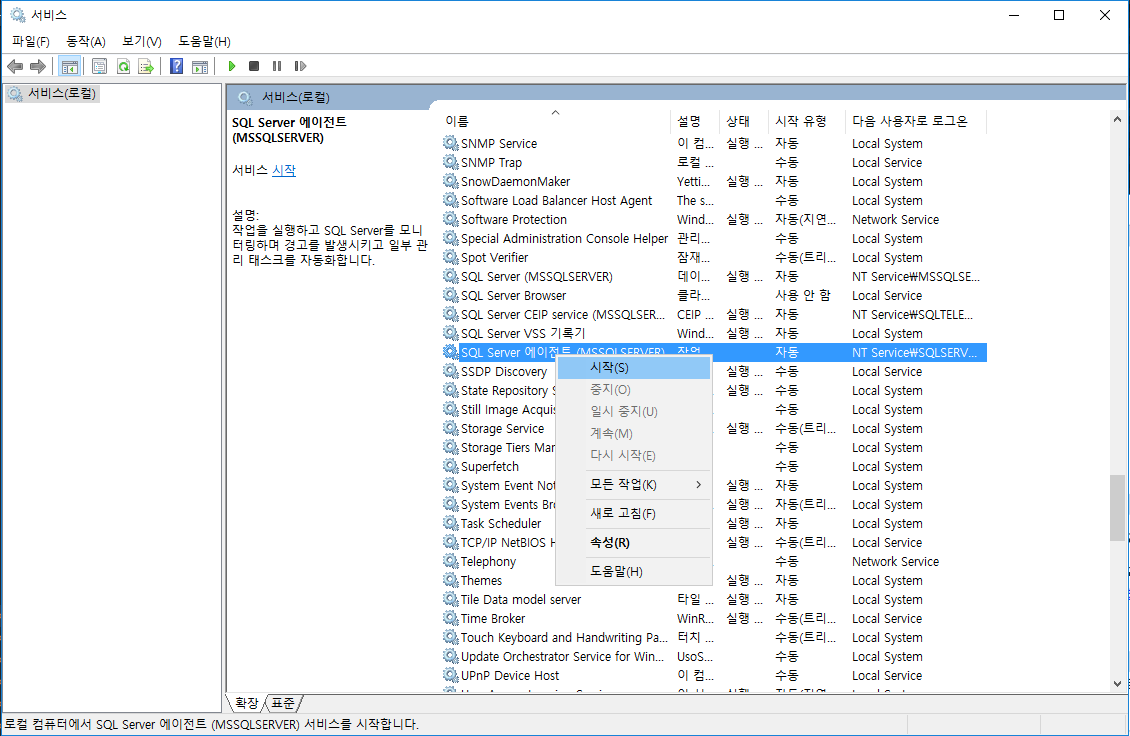 서비스
파일(F) 동작(A) 보기(V) 도움말(H)
서비스(로컬)
서비스(로컬)
SQL Server 에이전트
(MSSQLSERVER)
서비스 시작
설명:
작업을 실행하고 SQL Server를 모니
터링하며 경고를 발생시키고 일부 관
리 태스크를 자동화합니다.
이름 설명 상태 시작 유형 다음 사용자로 로그온
SNMP Service 이 컴... 실행 ... 자동 Local System
SNMP Trap 로컬 ... 수동 Local Service
SnowDaemonMaker Yetti... 실행 ... 자동 Local System
Software Load Balancer Host Agent The s... 수동 Local System
Software Protection Wind... 실행 ... 자동(지연... Network Service
Special Administration Console Helper 관리... 수동 Local System
Spot Verifier 잠재... 수동(트리... Local System
SQL Server (MSSQLSERVER) 데이... 실행 ... 자동 NT Service\MSSQLSE...
SQL Server Browser 클라... 사용 안 함 Local Service
SQL Server CEIP service (MSSQLSER... CEIP ... 실행 ... 자동 NT Service\SQLTELE...
SQL Server VSS 기록기 Wind... 실행 ... 자동 Local System
SQL Server 에이전트 (MSSQLSERVER) 작업... 자동 NT Service\SQLSERV...
SSDP Discovery 실행 ... 수동 Local Service
State Repository 실행 ... 수동 Local System
Still Image Acquis 수동 Local System
Storage Service 실행 ... 수동(트리... Local System
Storage Tiers Mar 수동 Local System
Superfetch 수동 Local System
System Event Not 실행 ... 자동 Local System
System Events Bro 실행 ... 자동(트리... Local System
Task Scheduler 실행 ... 자동 Local System
TCP/IP NetBIOS H 실행 ... 수동(트리... Local Service
Telephony 수동 Network Service
Themes 실행 ... 자동 Local System
Tile Data model server 타일 ... 실행 ... 자동 Local System
Time Broker WinR... 실행 ... 수동(트리... Local Service
Touch Keyboard and Handwriting Pa... 터치 ... 수동(트리... Local System
Update Orchestrator Service for Win... UsoS... 수동 Local System
UPnP Device Host 이 컴... 수동 Local Service
시작(S)
중지(O)
일시 중지(U)
계속(M)
다시 시작(E)
모든 작업(K)
새로 고침(F)
속성(R)
도움말(H)
확장 표준
로컬 컴퓨터에서 SQL Server 에이전트 (MSSQLSERVER) 서비스를 시작합니다.